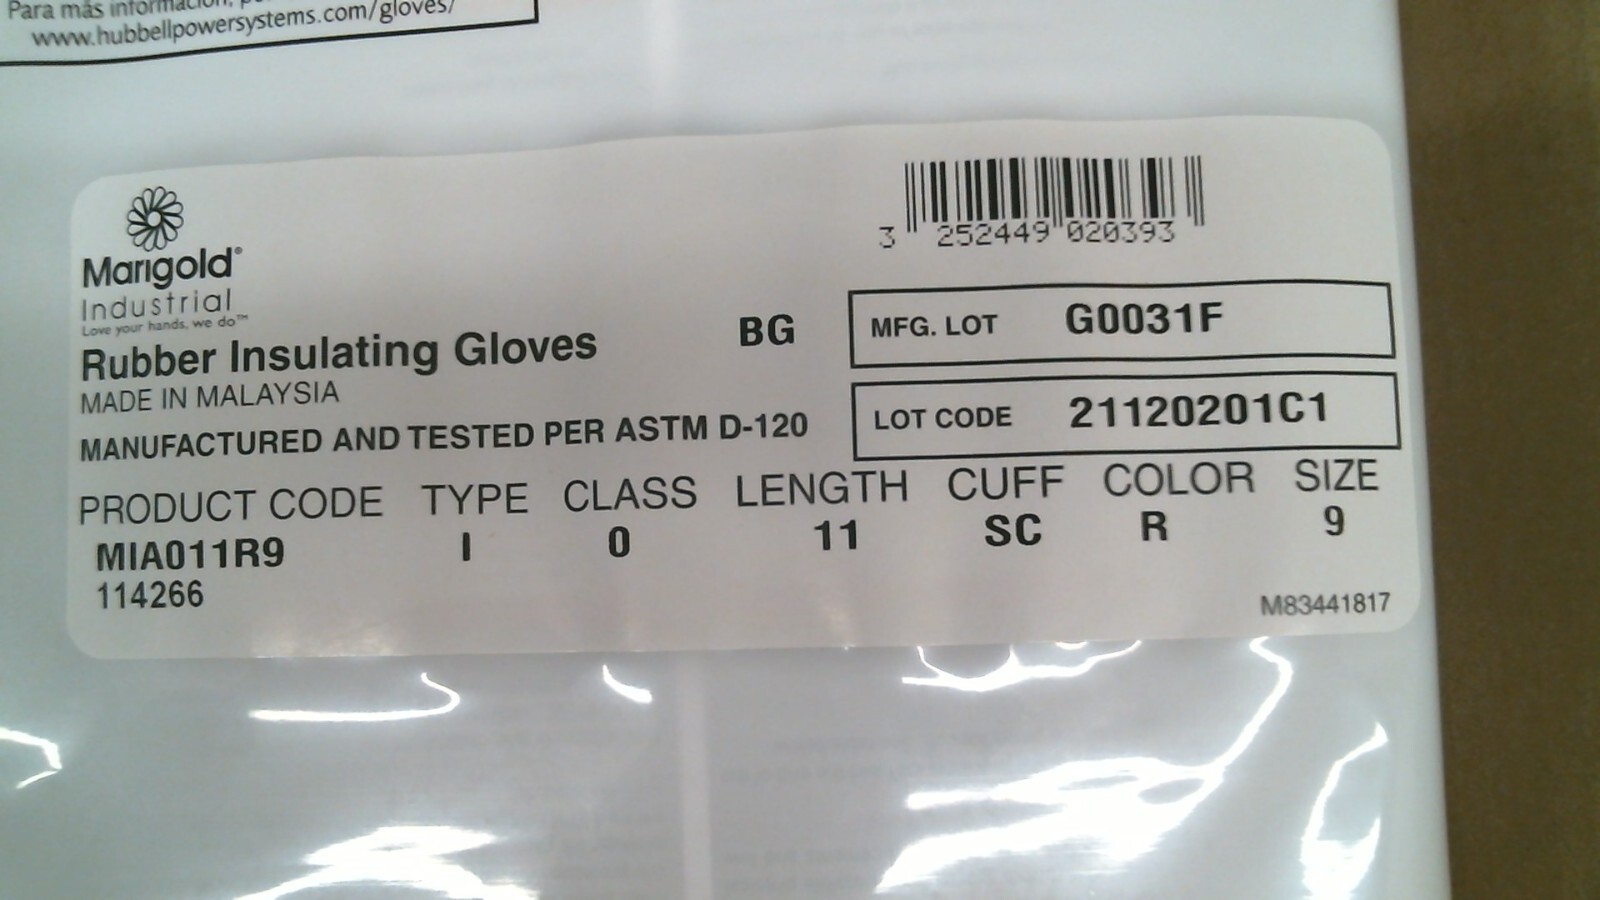 Para más información,
www.hubbellpowersystems.com/gloves/
3 252449 020393
Marigold®
Industrial
Love your hands, we do™
Rubber Insulating Gloves BG
MADE IN MALAYSIA
MANUFACTURED AND TESTED PER ASTM D-120
MFG. LOT G0031F
LOT CODE 21120201C1
PRODUCT CODE TYPE CLASS LENGTH CUFF COLOR SIZE
MIA011R9 I 0 11 SC R 9
114266
M83441817